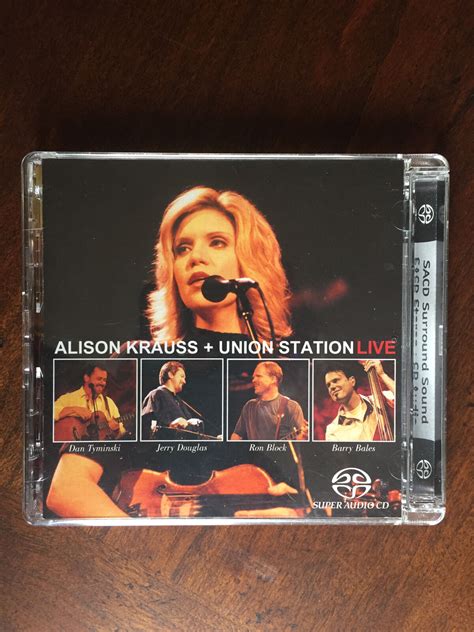 ALISON KRAUSS + UNION STATION LIVE
Dan Tyminski
Jerry Douglas
Ron Block
Barry Bales
SUPER AUDIO CD
SACD Surround Sound